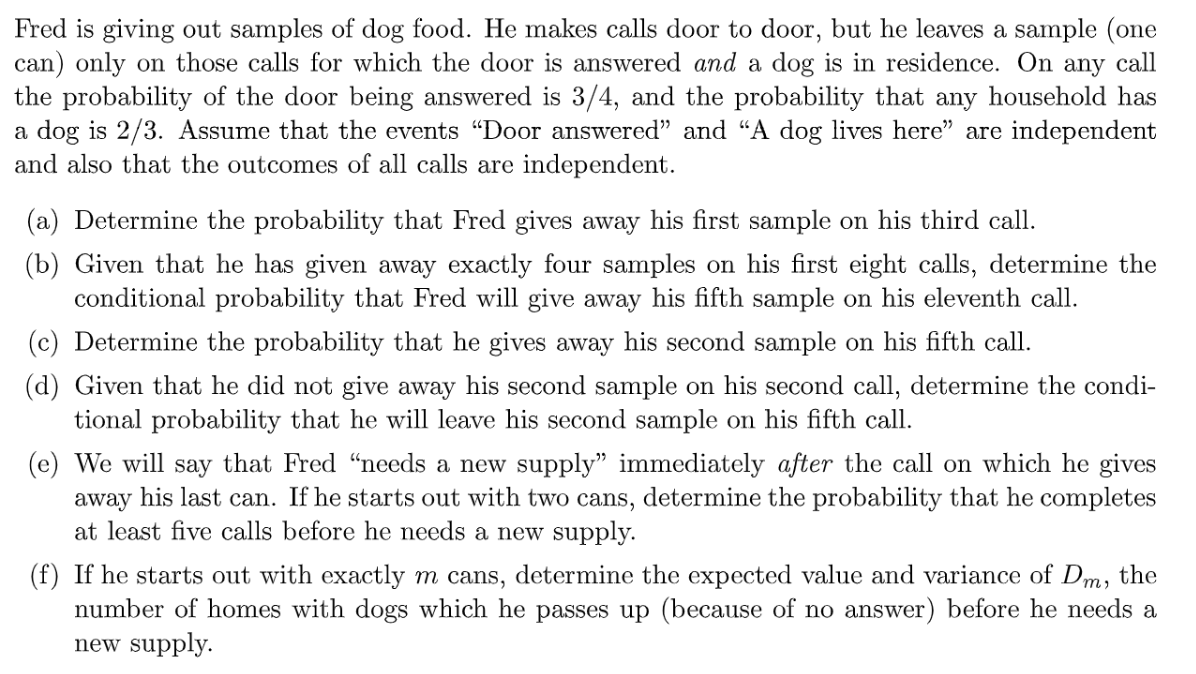 Fred is giving out samples of dog food. He makes calls door to door, but he leaves a sample (one
can) only on those calls for which the door is answered and a dog is in residence. On any call
the probability of the door being answered is 3/4, and the probability that any household has
a dog is 2/3. Assume that the events “Door answered” and “A dog lives here” are independent
and also that the outcomes of all calls are independent.
(a) Determine the probability that Fred gives away his first sample on his third call.
(b) Given that he has given away exactly four samples on his first eight calls, determine the
conditional probability that Fred will give away his fifth sample on his eleventh call.
(c) Determine the probability that he gives away his second sample on his fifth call.
(d) Given that he did not give away his second sample on his second call, determine the condi-
tional probability that he will leave his second sample on his fifth call.
(e) We will say that Fred “needs a new supply” immediately after the call on which he gives
away his last can. If he starts out with two cans, determine the probability that he completes
at least five calls before he needs a new supply.
(f) If he starts out with exactly m cans, determine the expected value and variance of Dₘ, the
number of homes with dogs which he passes up (because of no answer) before he needs a
new supply.